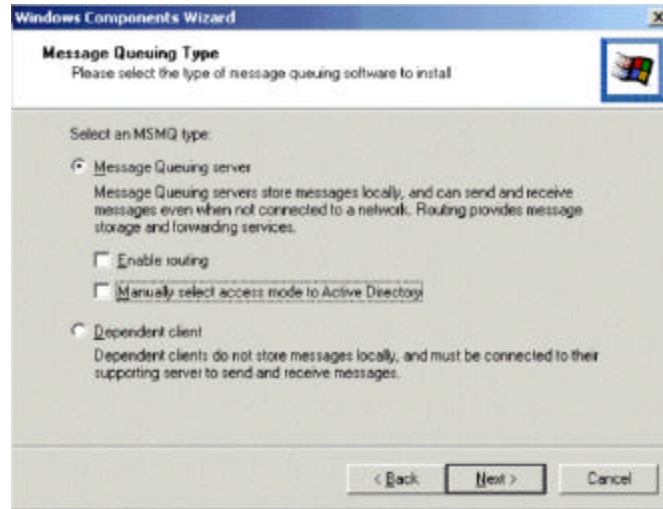 Windows Components Wizard
Message Queuing Type
Please select the type of message queuing software to install
Select an MSMQ type:
Message Queuing server
Message Queuing servers store messages locally, and can send and receive
messages even when not connected to a network. Routing provides message
storage and forwarding services.
Enable routing
Manually select access mode to Active Directory
Dependent client
Dependent clients do not store messages locally, and must be connected to their
supporting server to send and receive messages.
< Back
Next >
Cancel